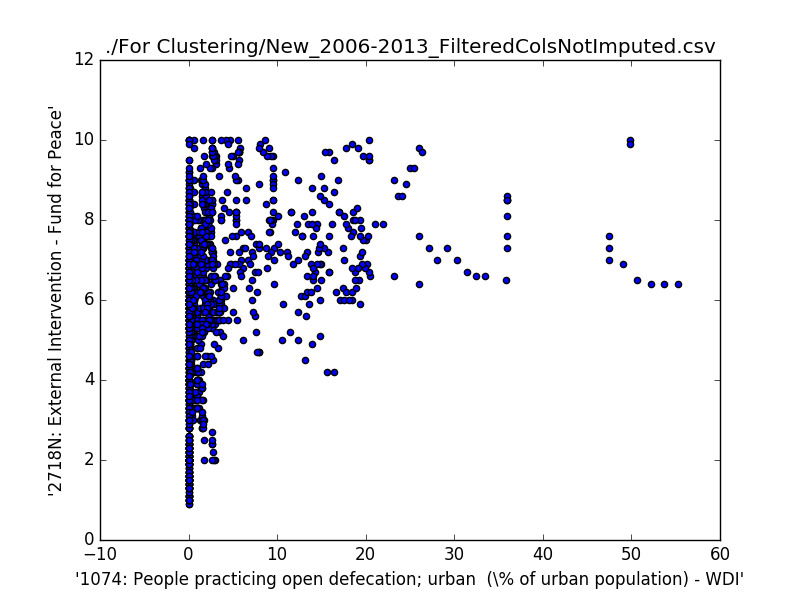 ./For Clustering/New_2006-2013_FilteredColsNotImputed.csv
12
10
8
6
4
2
0
'2718N: External Intervention - Fund for Peace'
−10 0 10 20 30 40 50 60
'1074: People practicing open defecation; urban  (\% of urban population) - WDI'